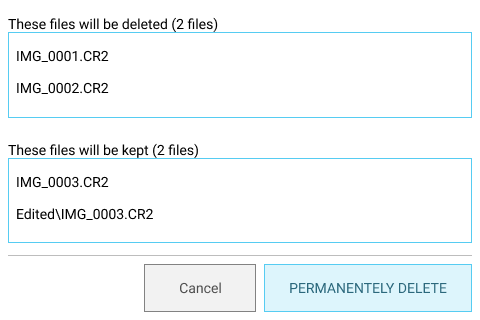 These files will be deleted (2 files)
IMG_0001.CR2
IMG_0002.CR2
These files will be kept (2 files)
IMG_0003.CR2
Edited\IMG_0003.CR2
Cancel
PERMANENTELY DELETE